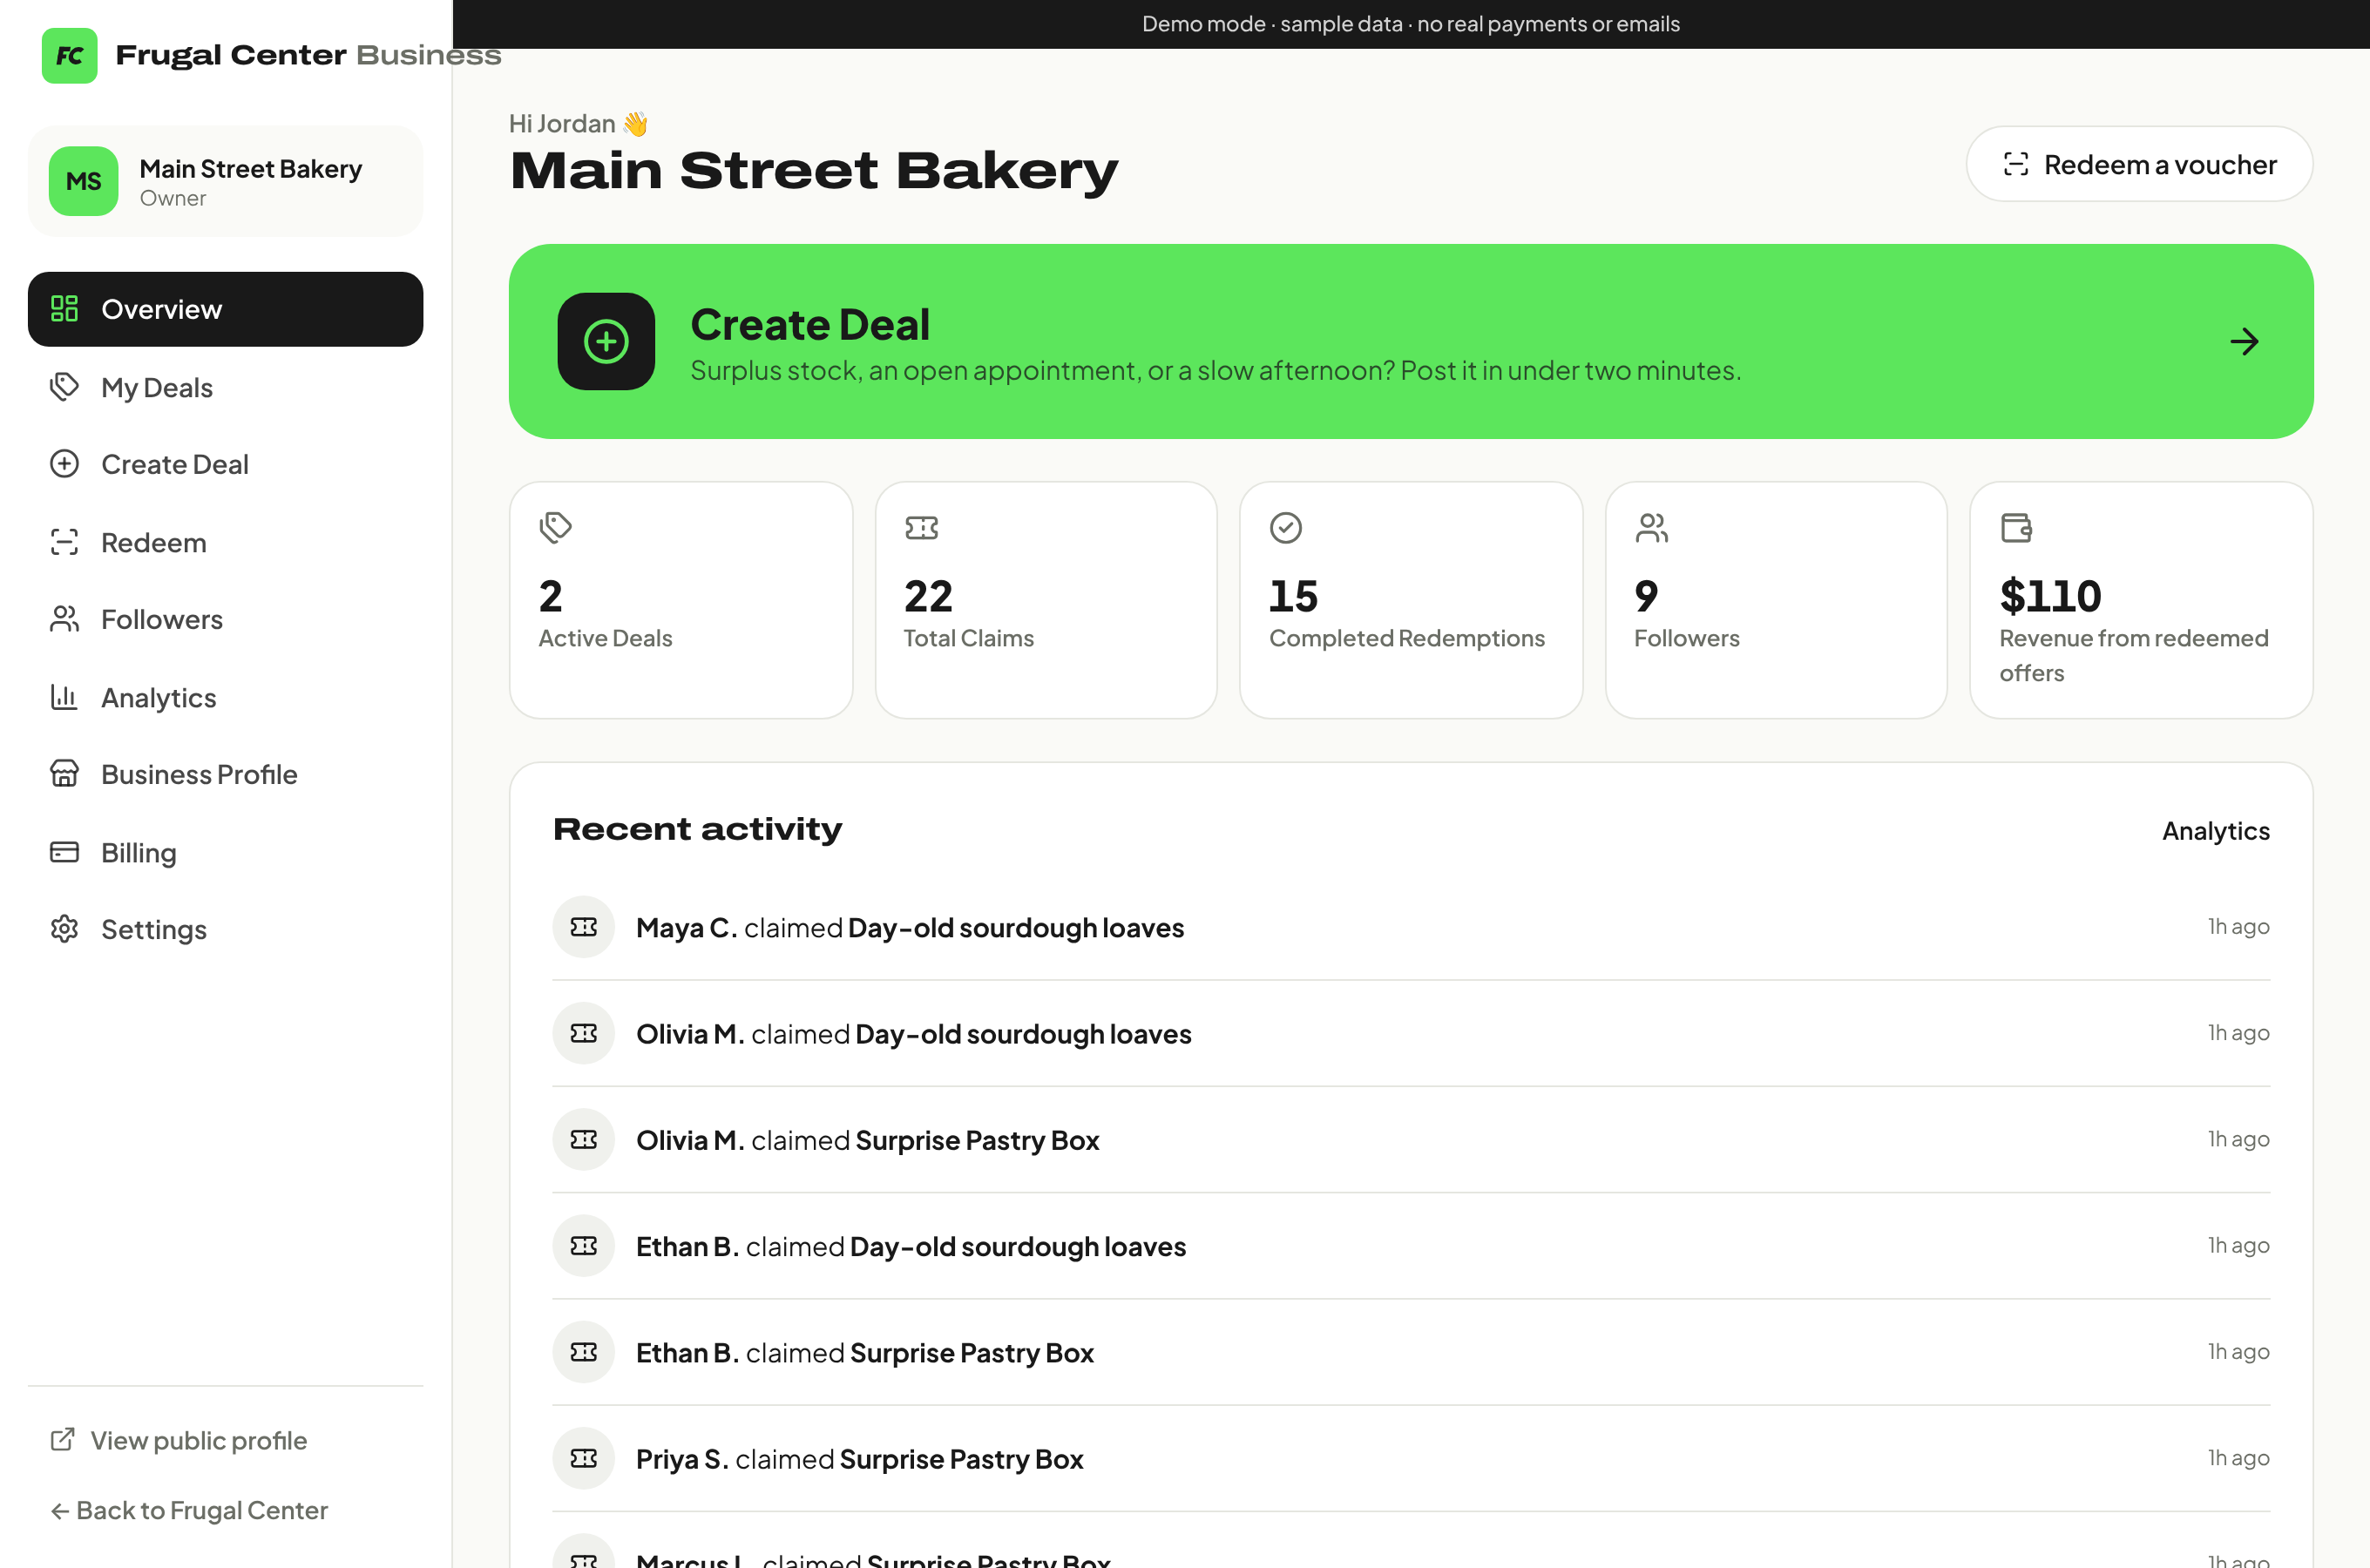 Demo mode · sample data · no real payments or emails
FC
Frugal Center Business
MS
Main Street Bakery
Owner
Overview
My Deals
Create Deal
Redeem
Followers
Analytics
Business Profile
Billing
Settings
View public profile
← Back to Frugal Center
Hi Jordan 👋
Main Street Bakery
Redeem a voucher
Create Deal
Surplus stock, an open appointment, or a slow afternoon? Post it in under two minutes.
2
Active Deals
22
Total Claims
15
Completed Redemptions
9
Followers
$110
Revenue from redeemed
offers
Recent activity
Analytics
Maya C. claimed Day-old sourdough loaves
1h ago
Olivia M. claimed Day-old sourdough loaves
1h ago
Olivia M. claimed Surprise Pastry Box
1h ago
Ethan B. claimed Day-old sourdough loaves
1h ago
Ethan B. claimed Surprise Pastry Box
1h ago
Priya S. claimed Surprise Pastry Box
1h ago
Marcus L. claimed Surprise Pastry Box
1h ago